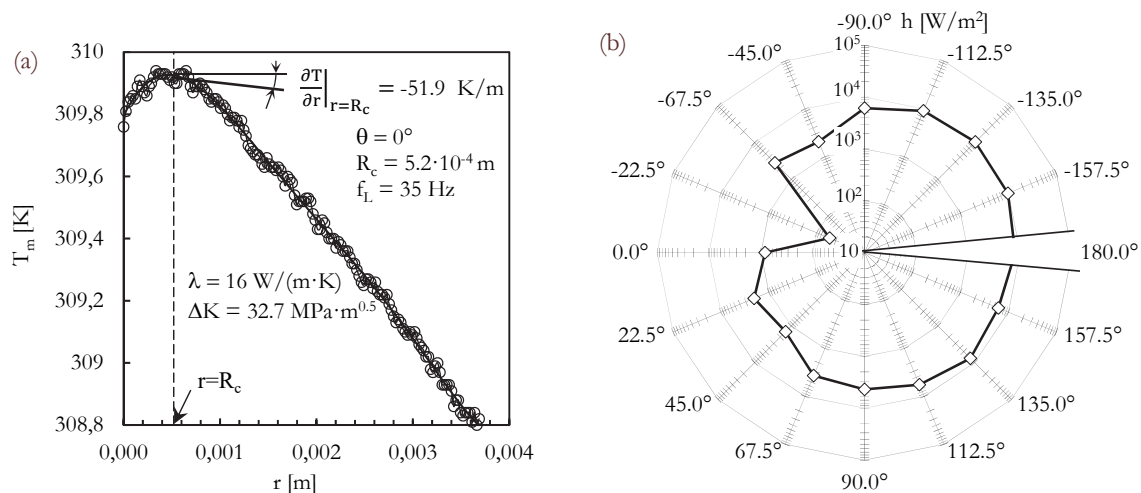 (a)
310
309,8
309,6
309,4
309,2
309
308,8
T_m [K]
0,000
0,001
0,002
0,003
0,004
r [m]
∂T/∂r|_{r=R_c} = -51.9 K/m
θ = 0°
R_c = 5.2·10⁻⁴ m
f_L = 35 Hz
λ = 16 W/(m·K)
ΔK = 32.7 MPa·m^0.5
r=R_c
(b)
-90.0° h [W/m²]
-45.0°
-112.5°
-67.5°
-135.0°
-22.5°
-157.5°
0.0°
180.0°
22.5°
157.5°
45.0°
135.0°
67.5°
112.5°
90.0°
10⁵
10⁴
10³
10²
10